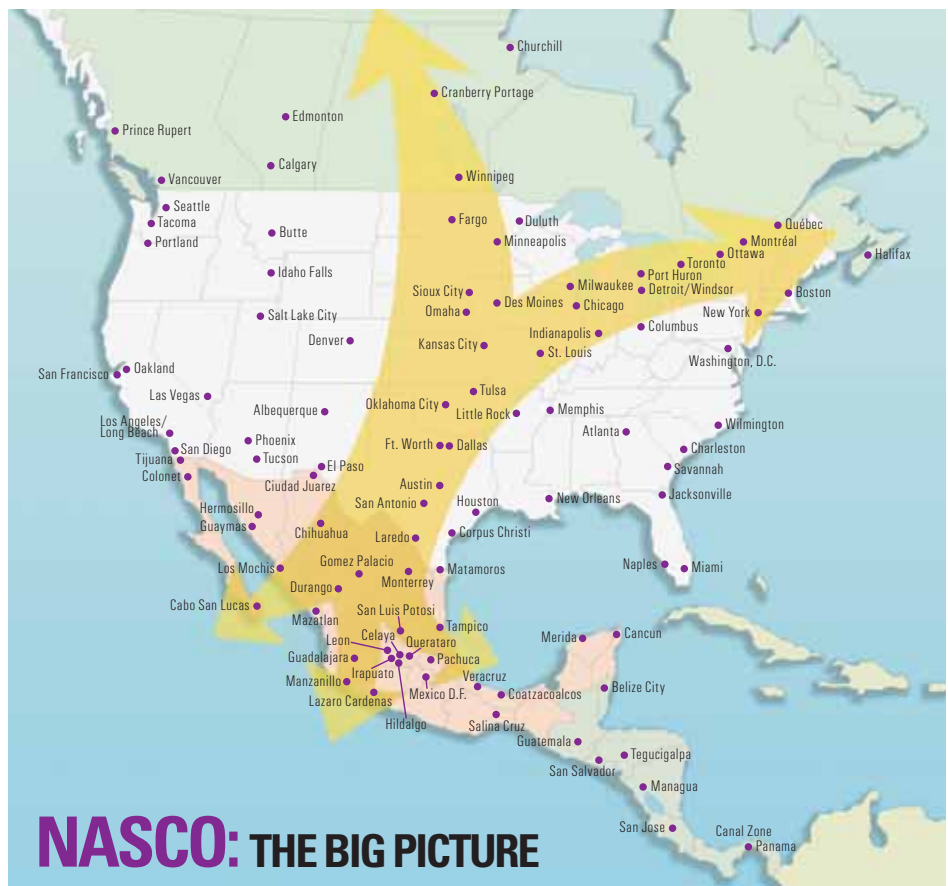 Churchill
Cranberry Portage
Edmonton
Prince Rupert
Calgary
Winnipeg
Vancouver
Seattle
Tacoma
Portland
Butte
Fargo
Duluth
Minneapolis
Québec
Montréal
Ottawa
Toronto
Halifax
Idaho Falls
Port Huron
Milwaukee
Detroit/Windsor
Boston
Sioux City
Omaha
Des Moines
Chicago
New York
Salt Lake City
Columbus
Indianapolis
Denver
Kansas City
St. Louis
Washington, D.C.
San Francisco
Oakland
Las Vegas
Tulsa
Oklahoma City
Albequerque
Little Rock
Memphis
Los Angeles/
Long Beach
Phoenix
Atlanta
Wilmington
San Diego
Tijuana
Colonet
Tucson
Ft. Worth
Dallas
Charleston
Savannah
El Paso
Ciudad Juarez
Austin
San Antonio
Houston
New Orleans
Jacksonville
Hermosillo
Guaymas
Chihuahua
Laredo
Corpus Christi
Los Mochis
Gomez Palacio
Monterrey
Matamoros
Naples
Miami
Durango
Cabo San Lucas
Mazatlan
San Luis Potosi
Tampico
Celaya
Leon
Querataro
Merida
Cancun
Guadalajara
Irapuato
Pachuca
Manzanillo
Mexico D.F.
Veracruz
Coatzacoalcos
Belize City
Lazaro Cardenas
Hildalgo
Salina Cruz
Guatemala
Tegucigalpa
San Salvador
Managua
San Jose
Canal Zone
Panama
NASCO: THE BIG PICTURE